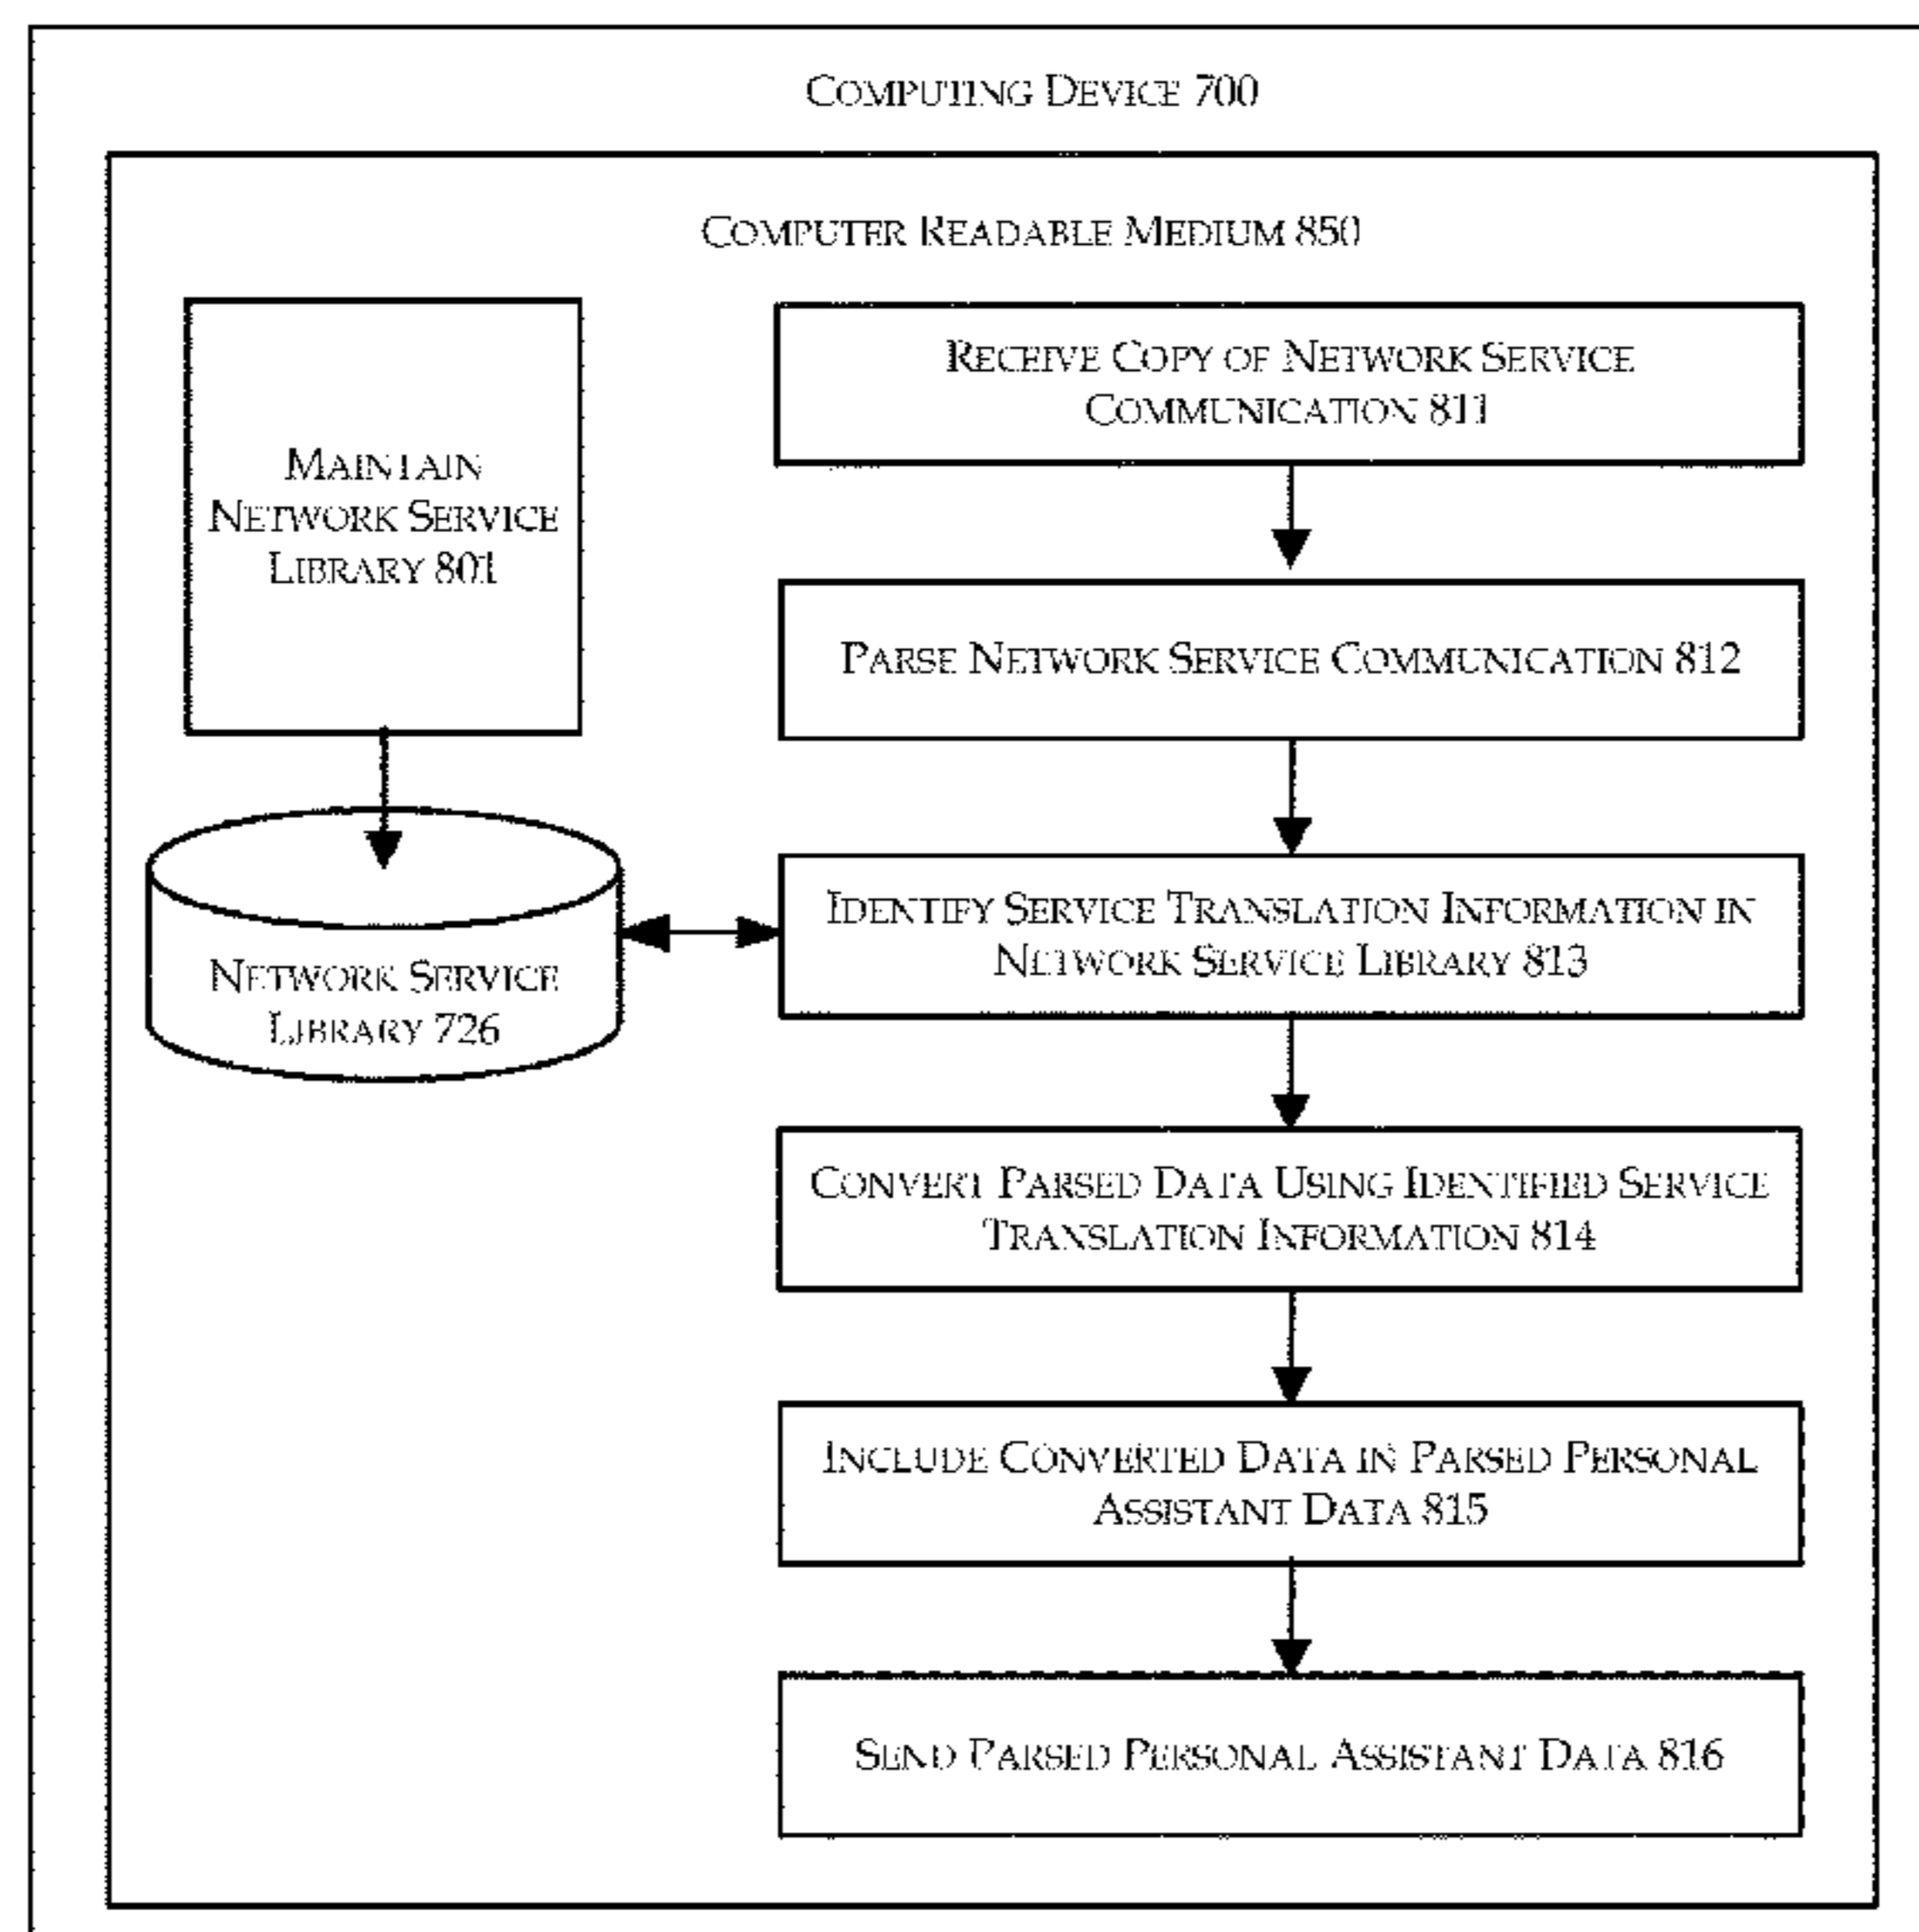 COMPUTING DEVICE 700
COMPUTER READABLE MEDIUM 850
MAINTAIN
NETWORK SERVICE
LIBRARY 801
NETWORK SERVICE
LIBRARY 726
RECEIVE COPY OF NETWORK SERVICE
COMMUNICATION 811
PARSE NETWORK SERVICE COMMUNICATION 812
IDENTIFY SERVICE TRANSLATION INFORMATION IN
NETWORK SERVICE LIBRARY 813
CONVERT PARSED DATA USING IDENTIFIED SERVICE
TRANSLATION INFORMATION 814
INCLUDE CONVERTED DATA IN PARSED PERSONAL
ASSISTANT DATA 815
SEND PARSED PERSONAL ASSISTANT DATA 816